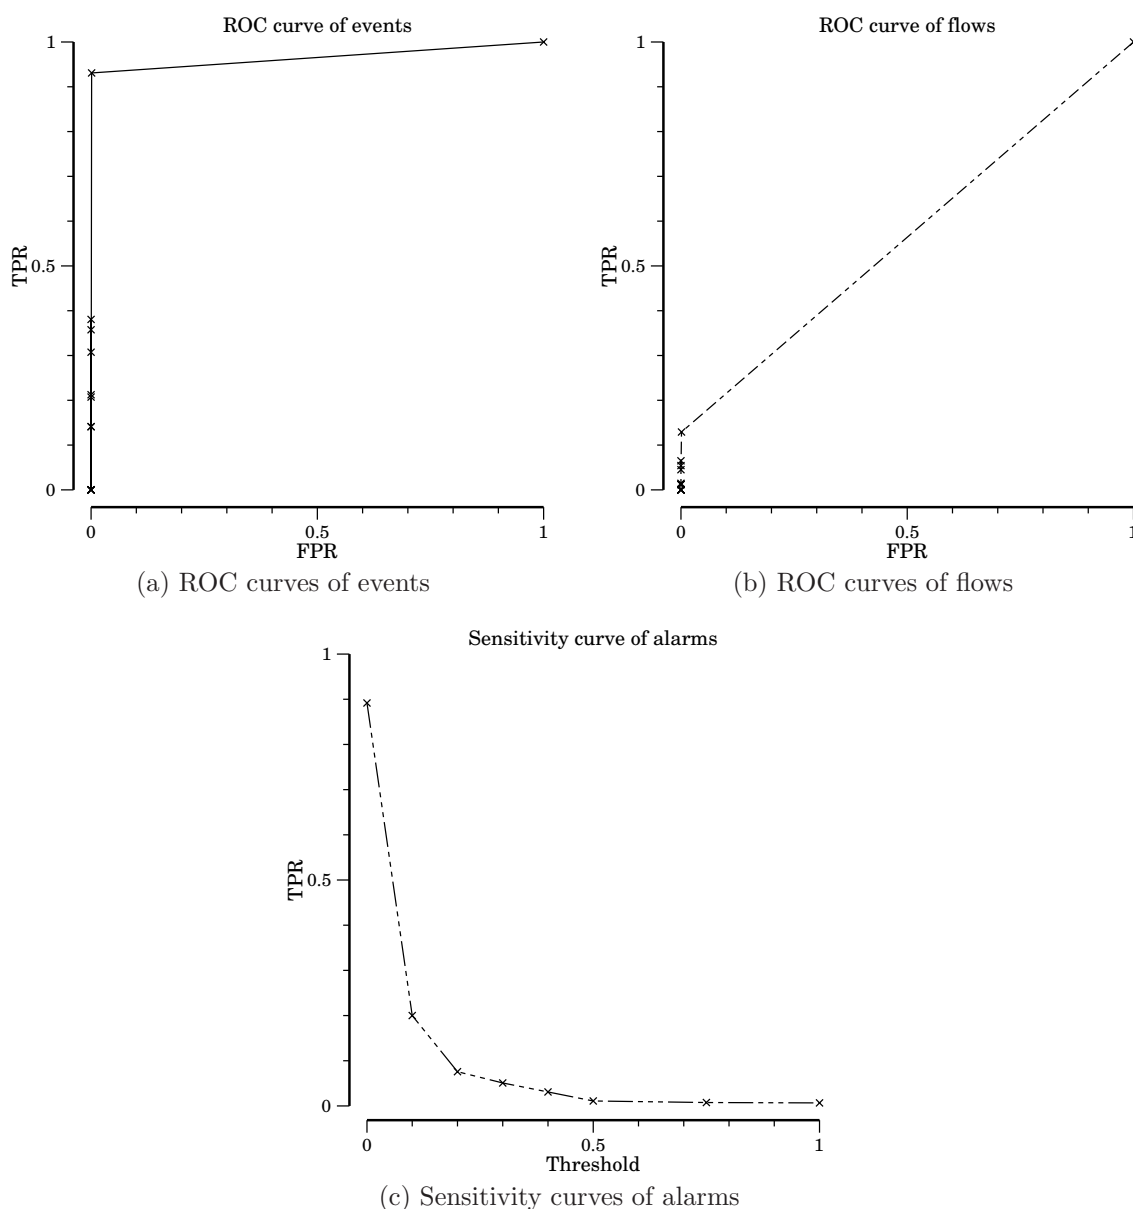 ROC curve of events
1
TPR
0.5
0
0
0.5
1
FPR
(a) ROC curves of events
ROC curve of flows
1
TPR
0.5
0
0
0.5
1
FPR
(b) ROC curves of flows
Sensitivity curve of alarms
1
TPR
0.5
0
0
0.5
1
Threshold
(c) Sensitivity curves of alarms